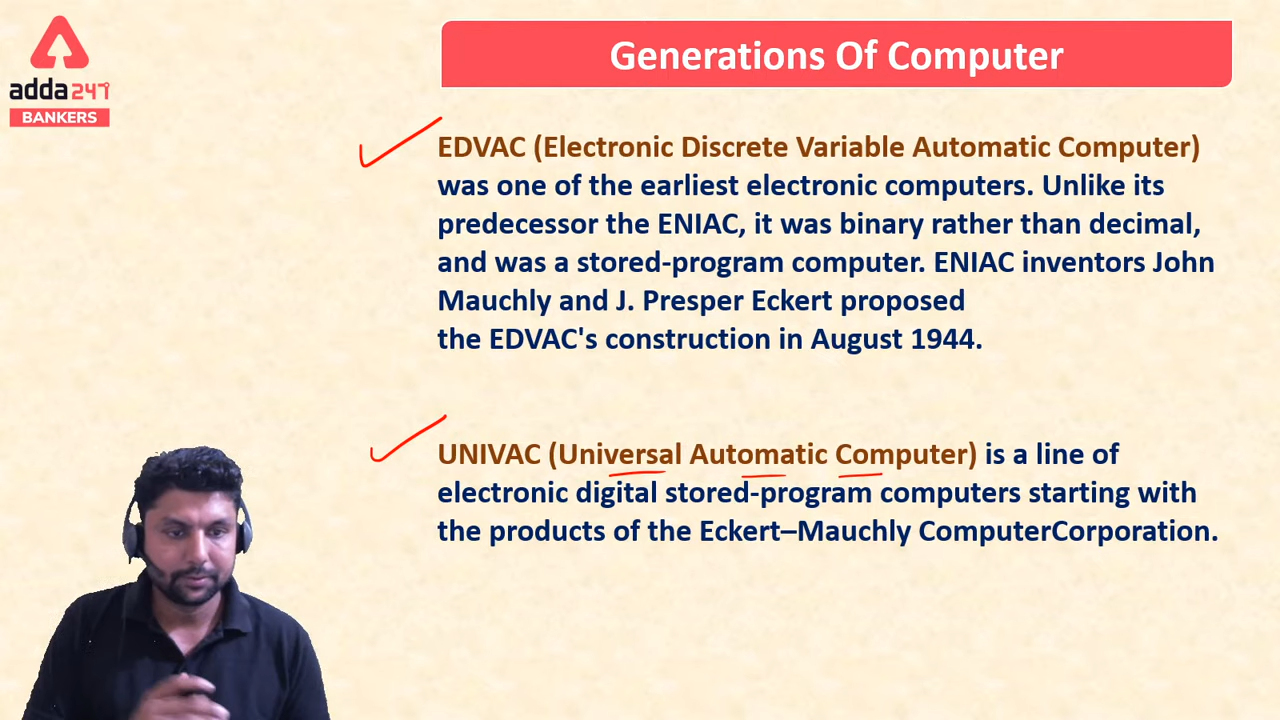 adda247
BANKERS
Generations Of Computer
EDVAC (Electronic Discrete Variable Automatic Computer)
was one of the earliest electronic computers. Unlike its
predecessor the ENIAC, it was binary rather than decimal,
and was a stored-program computer. ENIAC inventors John
Mauchly and J. Presper Eckert proposed
the EDVAC's construction in August 1944.
UNIVAC (Universal Automatic Computer) is a line of
electronic digital stored-program computers starting with
the products of the Eckert–Mauchly ComputerCorporation.